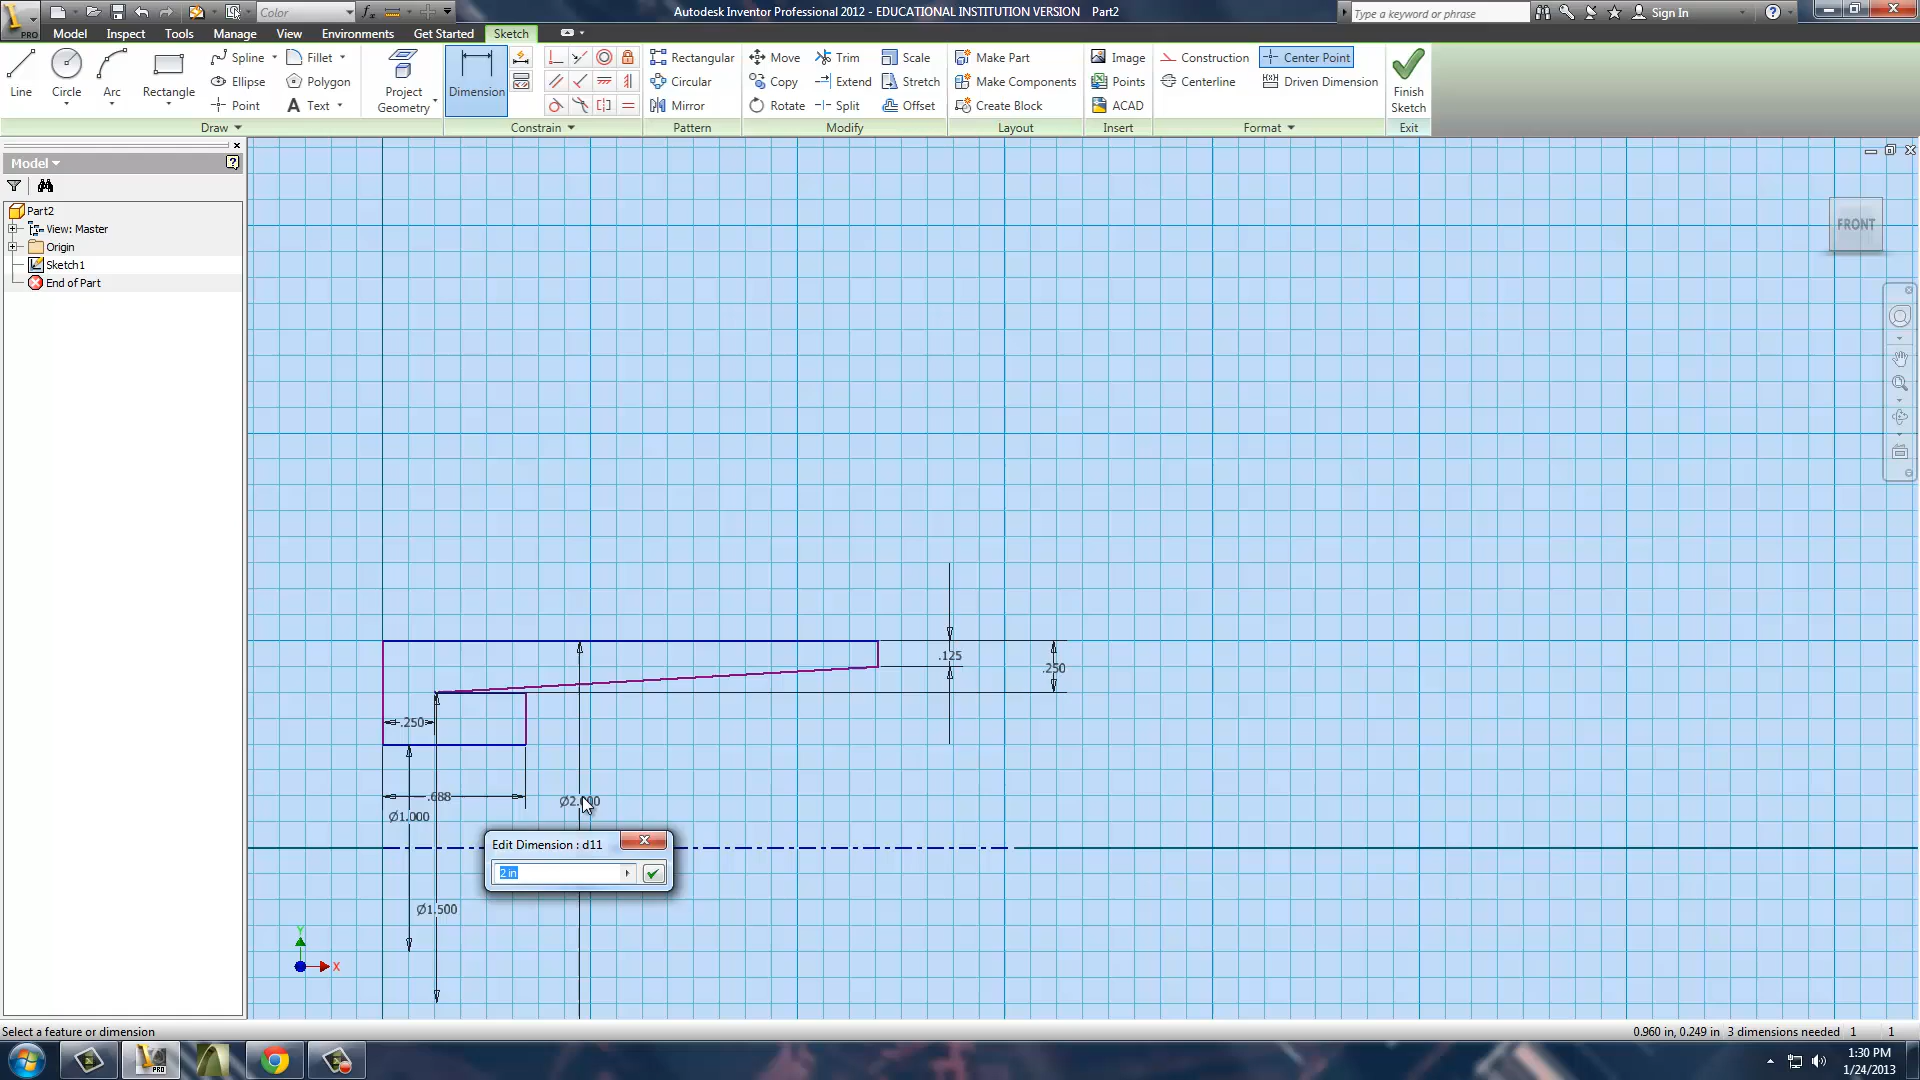 Color
Autodesk Inventor Professional 2012 - EDUCATIONAL INSTITUTION VERSION Part2
Type a keyword or phrase
Sign In
PRO
Model Inspect Tools Manage View Environments Get Started Sketch
Line
Circle
Arc
Rectangle
Spline
Ellipse
Point
Fillet
Polygon
Text
Project
Geometry
Draw
Dimension
Constrain
Rectangular
Circular
Mirror
Pattern
Move
Copy
Rotate
Trim
Extend
Split
Scale
Stretch
Offset
Modify
Make Part
Make Components
Create Block
Layout
Image
Points
ACAD
Insert
Construction
Centerline
Center Point
Driven Dimension
Format
Finish
Sketch
Exit
Model
Part2
View: Master
Origin
Sketch1
End of Part
FRONT
.125
.250
.250
.688
Ø1.000
Ø1.500
Edit Dimension : d11
2 in
Y
X
Select a feature or dimension
0.960 in, 0.249 in 3 dimensions needed 1 1
PRO
1:30 PM
1/24/2013